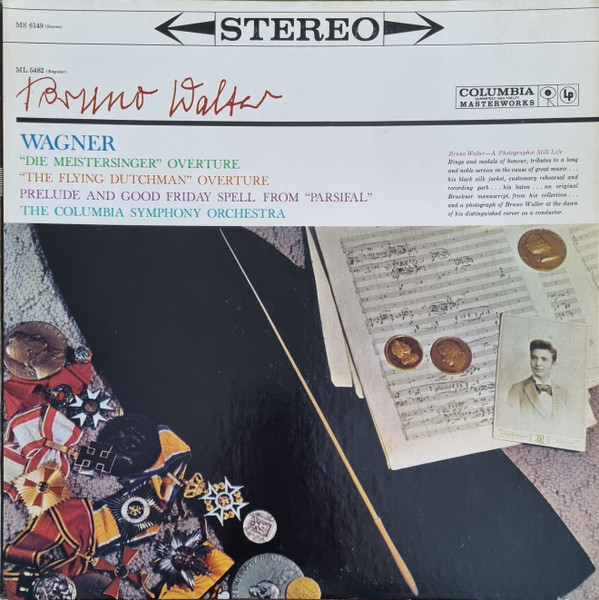 MS 6149 (Stereo)
STEREO
ML 5482 (Regular)
Bruno Walter
COLUMBIA
GUARANTEED HIGH FIDELITY
MASTERWORKS
LP
WAGNER
"DIE MEISTERSINGER" OVERTURE
"THE FLYING DUTCHMAN" OVERTURE
PRELUDE AND GOOD FRIDAY SPELL FROM "PARSIFAL"
THE COLUMBIA SYMPHONY ORCHESTRA
Bruno Walter—A Photographic Still Life
Rings and medals of honour, tributes to a long
and noble service in the cause of great music . . .
his black silk jacket, customary rehearsal and
recording garb . . . his baton . . . an original
Bruckner manuscript, from his collection . . .
and a photograph of Bruno Walter at the dawn
of his distinguished career as a conductor.